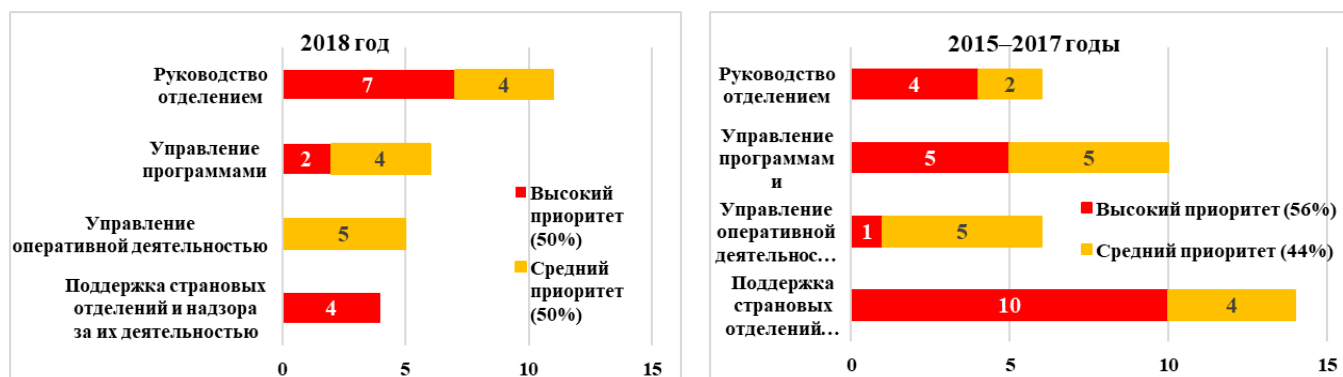 2018 год
Руководство
отделением
7
4
Управление
программами
2
4
Управление
оперативной деятельностью
5
Поддержка страновых
отделений и надзора
за их деятельностью
4
Высокий
приоритет
(50%)
Средний
приоритет
(50%)
0
5
10
15
2015–2017 годы
Руководство
отделением
4
2
Управление
программам
и
5
5
Управление
оперативной
деятельнос...
1
5
Поддержка
страновых
отделений...
10
4
Высокий приоритет (56%)
Средний приоритет (44%)
0
5
10
15